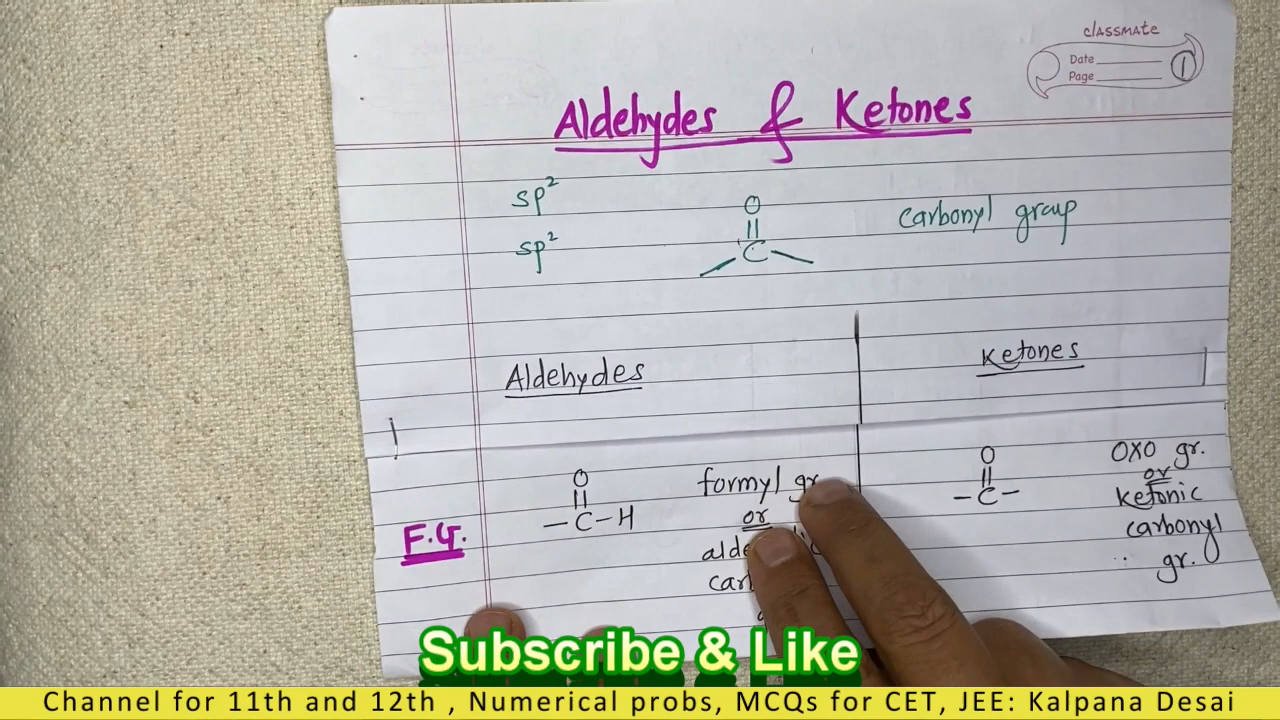 classmate
Date
Page
1
Aldehydes & Ketones
sp²
O
carbonyl group
sp²
C
Aldehydes
Ketones
O
formyl gr
O
oxo gr.
or
–C–H
or
–C–
ketonic
F.G.
carbonyl
gr.
Subscribe & Like
Channel for 11th and 12th , Numerical probs, MCQs for CET, JEE: Kalpana Desai